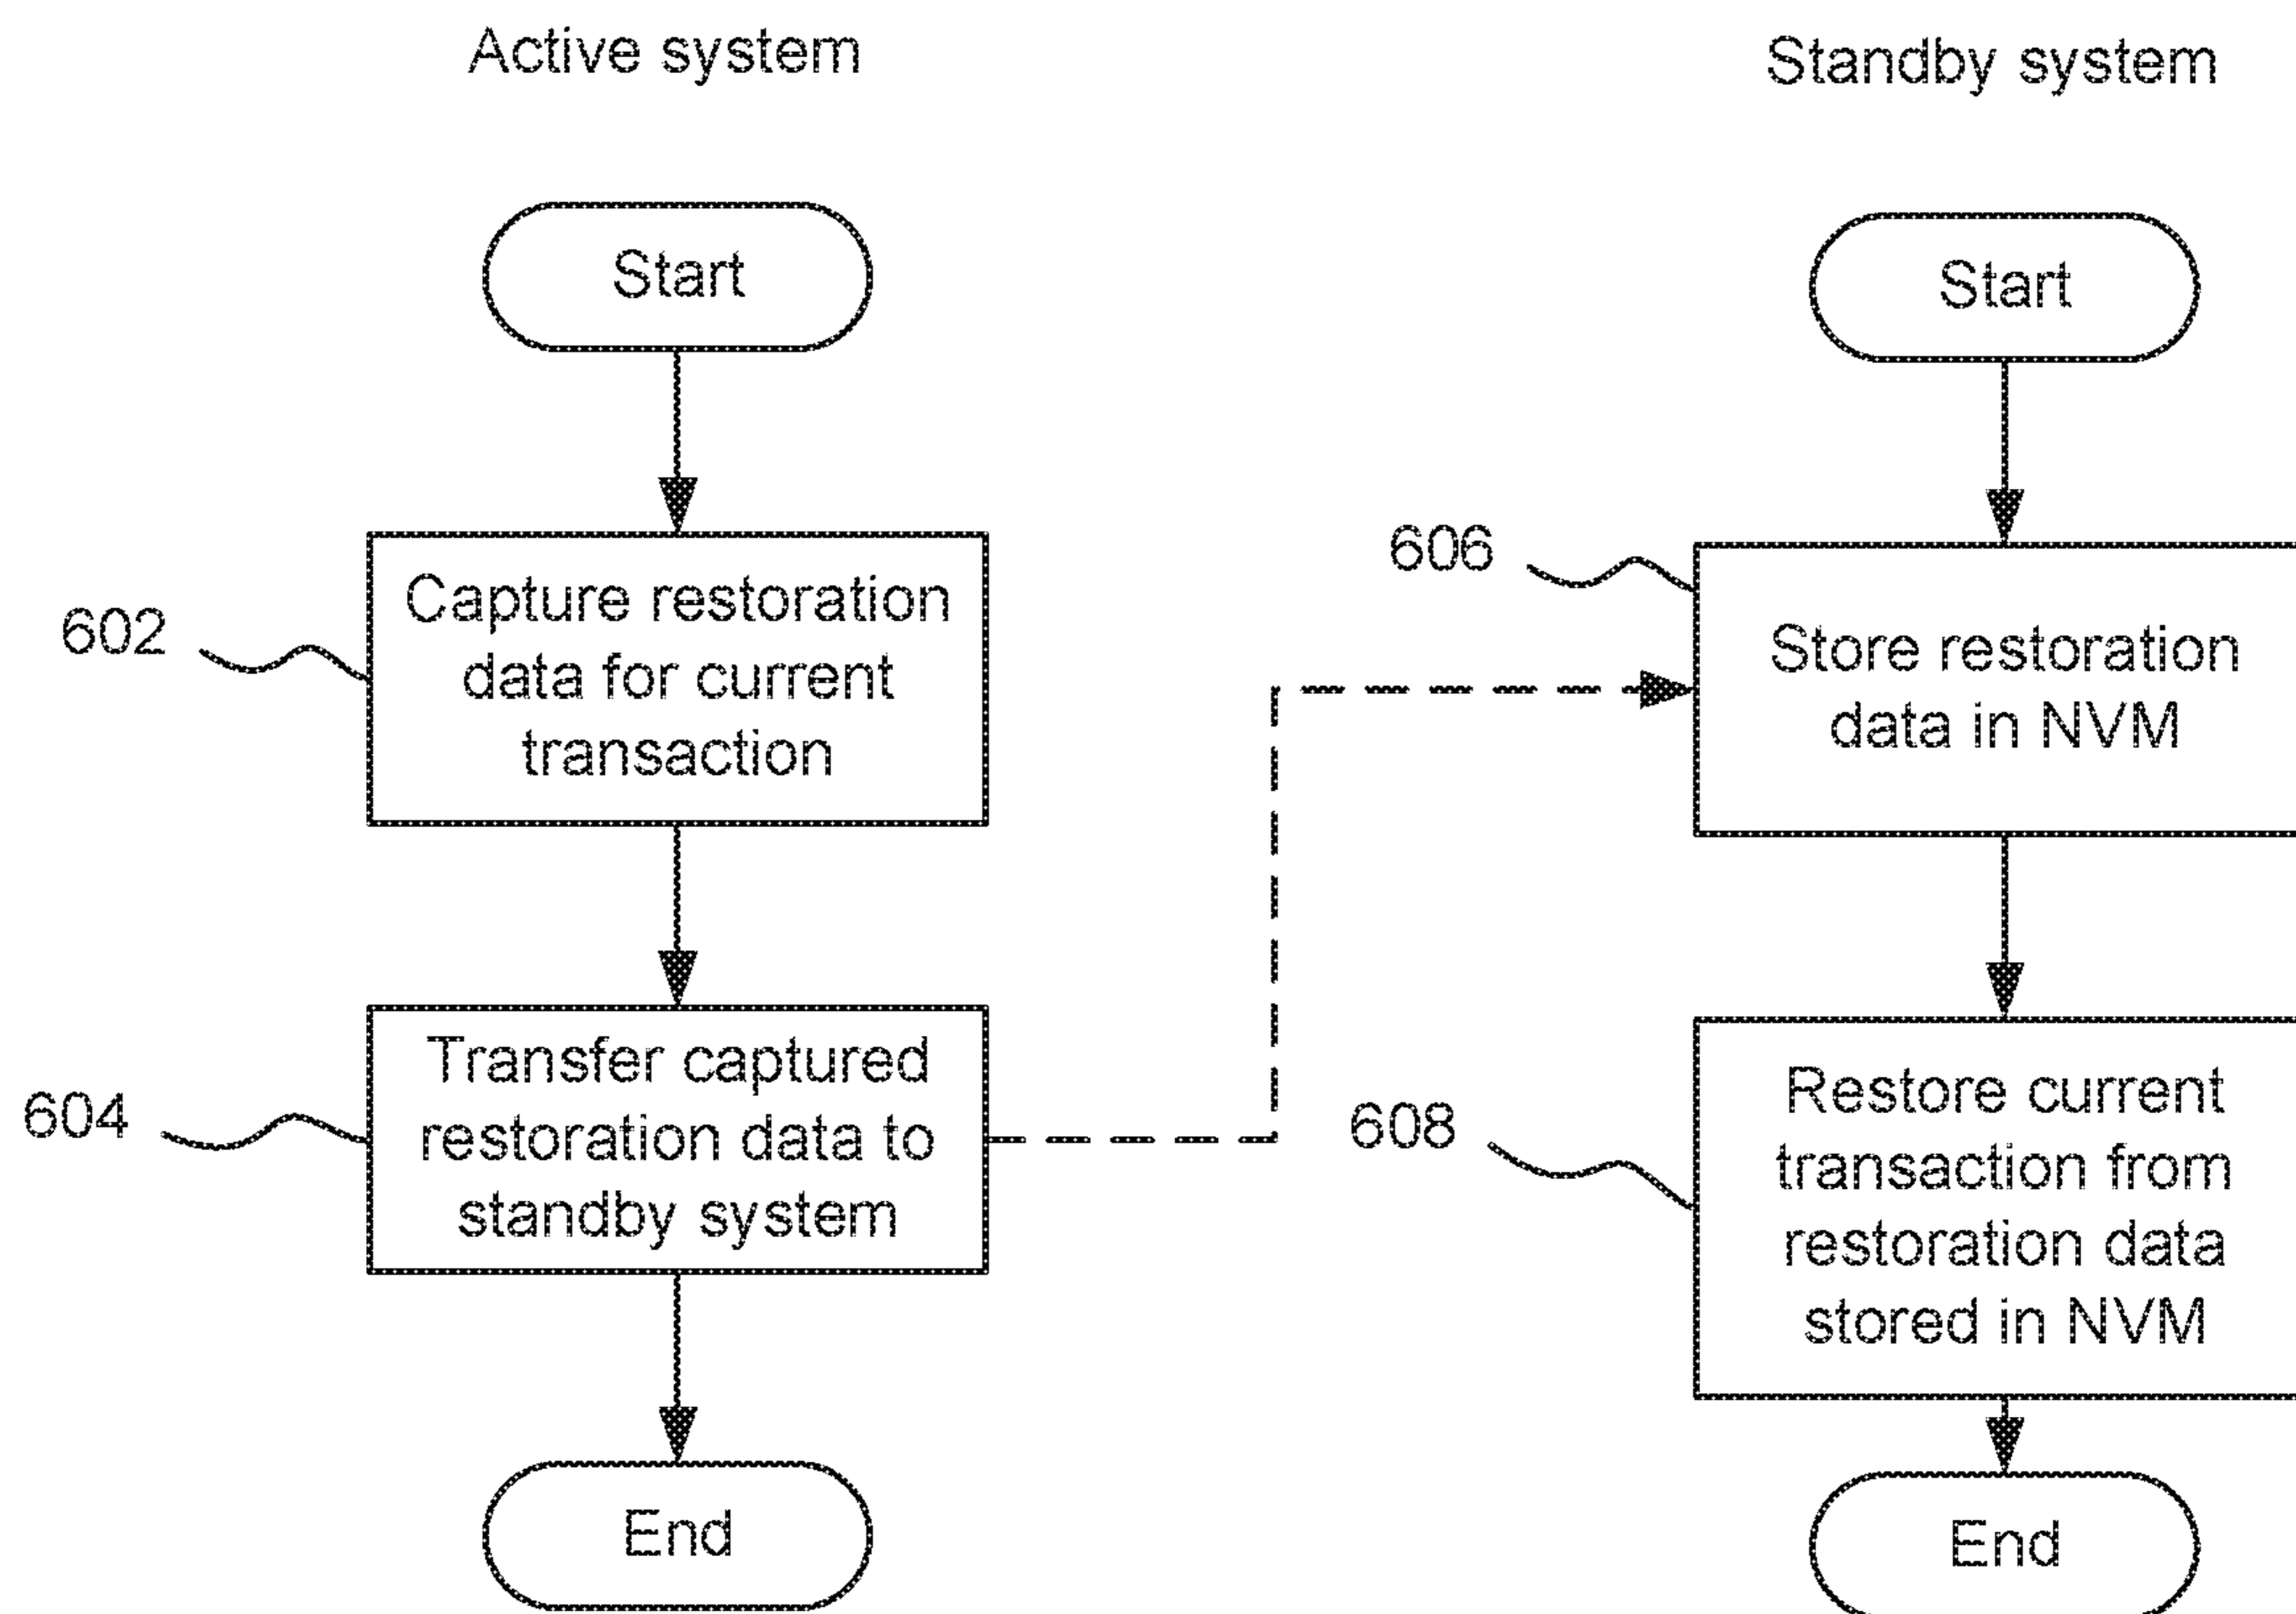 Active system
Start
602
Capture restoration
data for current
transaction
604
Transfer captured
restoration data to
standby system
End
Standby system
Start
606
Store restoration
data in NVM
608
Restore current
transaction from
restoration data
stored in NVM
End